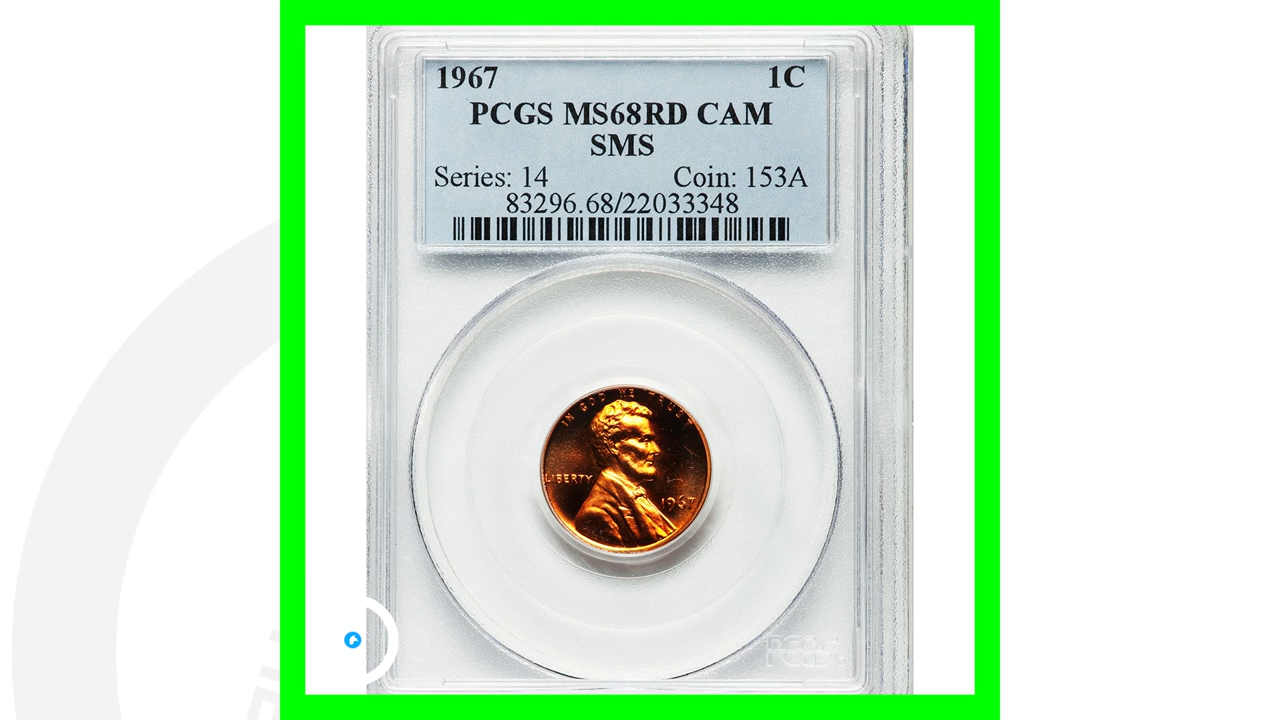 1967 1C
PCGS MS68RD CAM
SMS
Series: 14 Coin: 153A
83296.68/22033348
IN GOD WE TRUST
LIBERTY
1967
PCGS